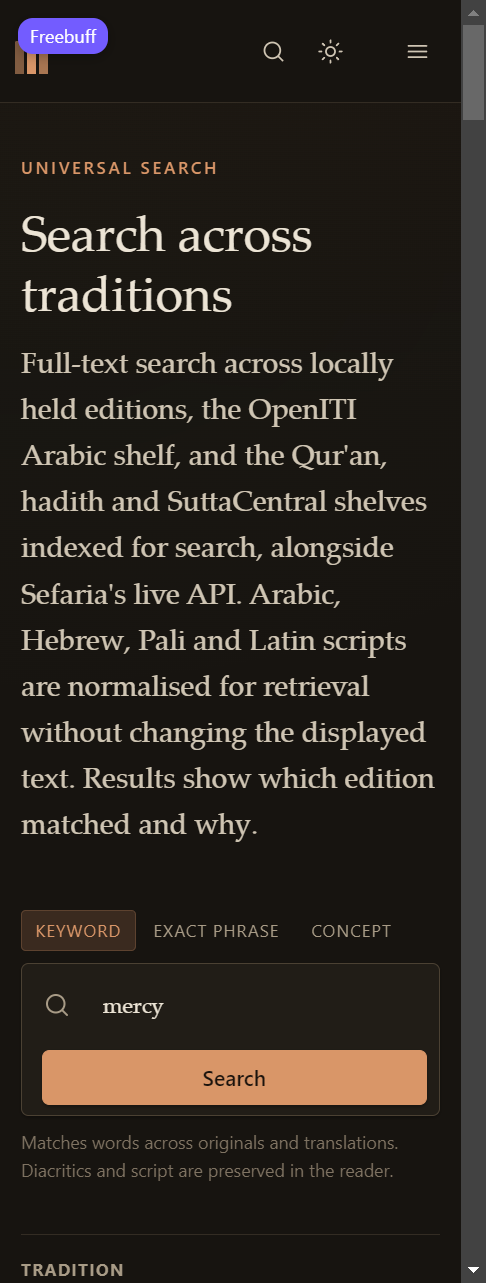 Freebuff
UNIVERSAL SEARCH
Search across
traditions
Full-text search across locally
held editions, the OpenITI
Arabic shelf, and the Qur'an,
hadith and SuttaCentral shelves
indexed for search, alongside
Sefaria's live API. Arabic,
Hebrew, Pali and Latin scripts
are normalised for retrieval
without changing the displayed
text. Results show which edition
matched and why.
KEYWORD EXACT PHRASE CONCEPT
mercy
Search
Matches words across originals and translations.
Diacritics and script are preserved in the reader.
TRADITION